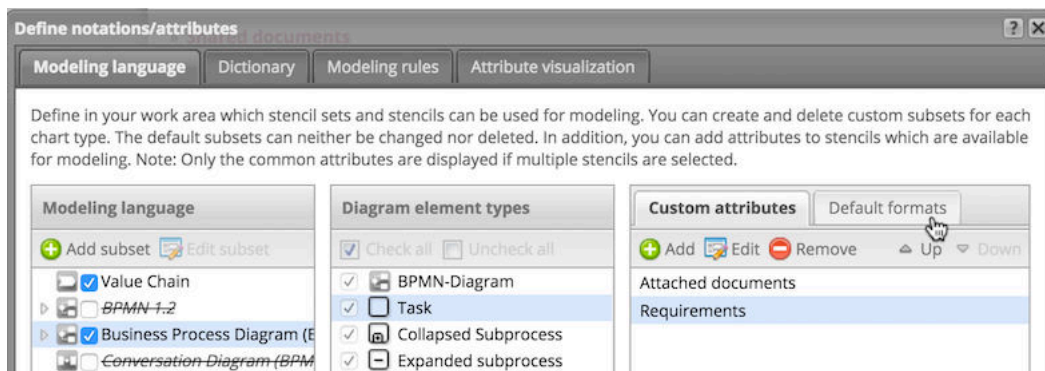 Define notations/attributes
Shared documents
?
X
Modeling language
Dictionary
Modeling rules
Attribute visualization
Define in your work area which stencil sets and stencils can be used for modeling. You can create and delete custom subsets for each
chart type. The default subsets can neither be changed nor deleted. In addition, you can add attributes to stencils which are available
for modeling. Note: Only the common attributes are displayed if multiple stencils are selected.
Modeling language
Add subset
Edit subset
Value Chain
BPMN 1.2
Business Process Diagram (B
Conversation Diagram (BPM
Diagram element types
Check all
Uncheck all
BPMN-Diagram
Task
Collapsed Subprocess
Expanded subprocess
Custom attributes
Default formats
Add
Edit
Remove
Up
Down
Attached documents
Requirements